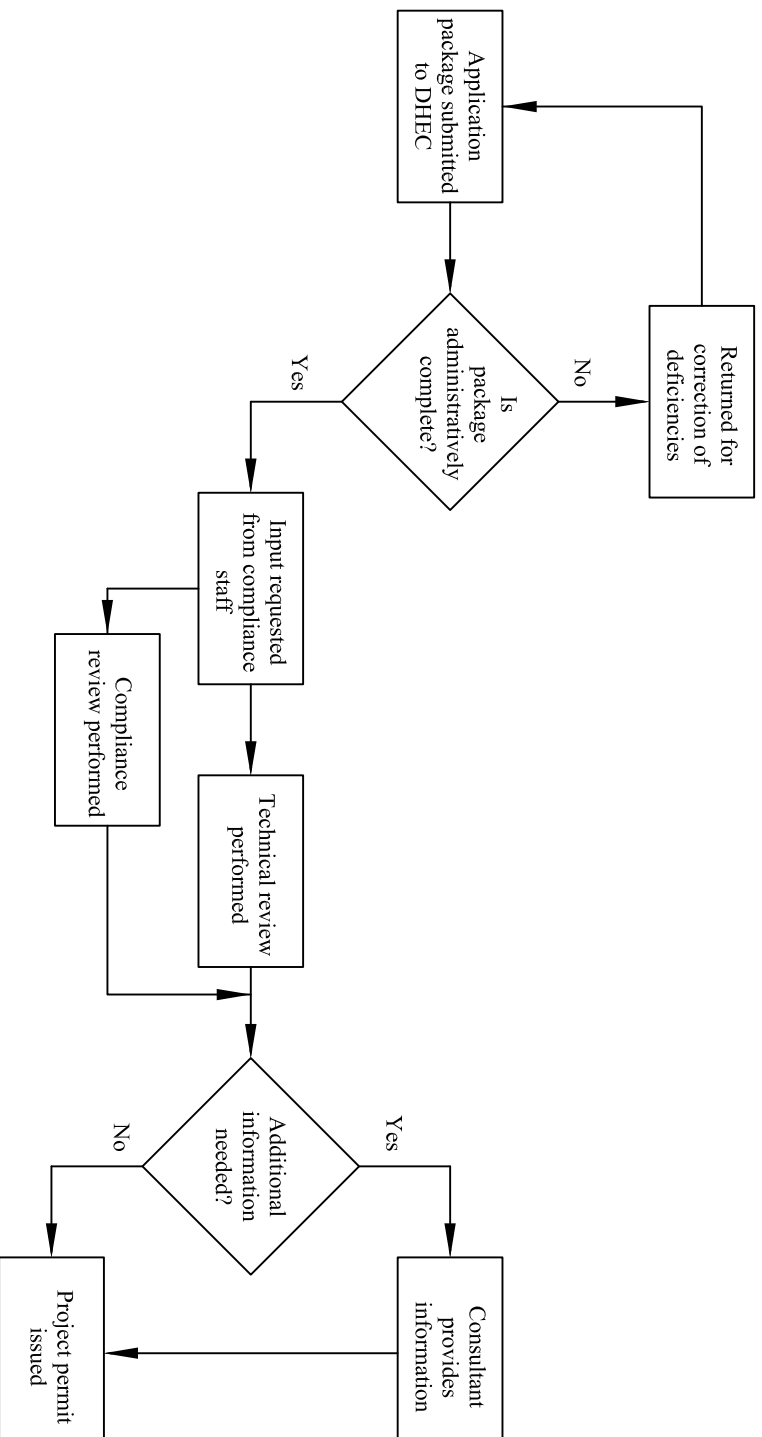 Returned for
correction of
deficiencies
Application
package submitted
to DHEC
No
Is
package
administratively
complete?
Yes
Input requested
from compliance
staff
Technical review
performed
Compliance
review performed
Yes
Additional
information
needed?
No
Consultant
provides
information
Project permit
issued